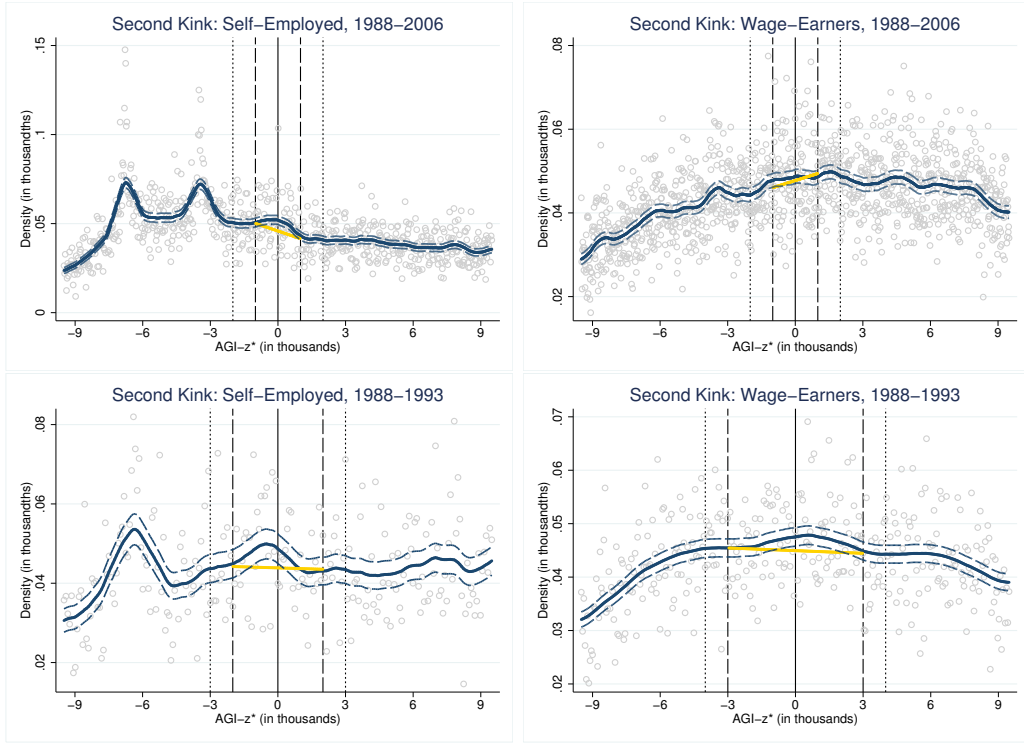 Second Kink: Self−Employed, 1988−2006
Density (in thousandths)
.15
.1
.05
0
−9 −6 −3 0 3 6 9
AGI−z* (in thousands)
Second Kink: Wage−Earners, 1988−2006
Density (in thousandths)
.08
.06
.04
.02
−9 −6 −3 0 3 6 9
AGI−z* (in thousands)
Second Kink: Self−Employed, 1988−1993
Density (in thousandths)
.08
.06
.04
.02
−9 −6 −3 0 3 6 9
AGI−z* (in thousands)
Second Kink: Wage−Earners, 1988−1993
Density (in thousandths)
.07
.06
.05
.04
.03
.02
−9 −6 −3 0 3 6 9
AGI−z* (in thousands)